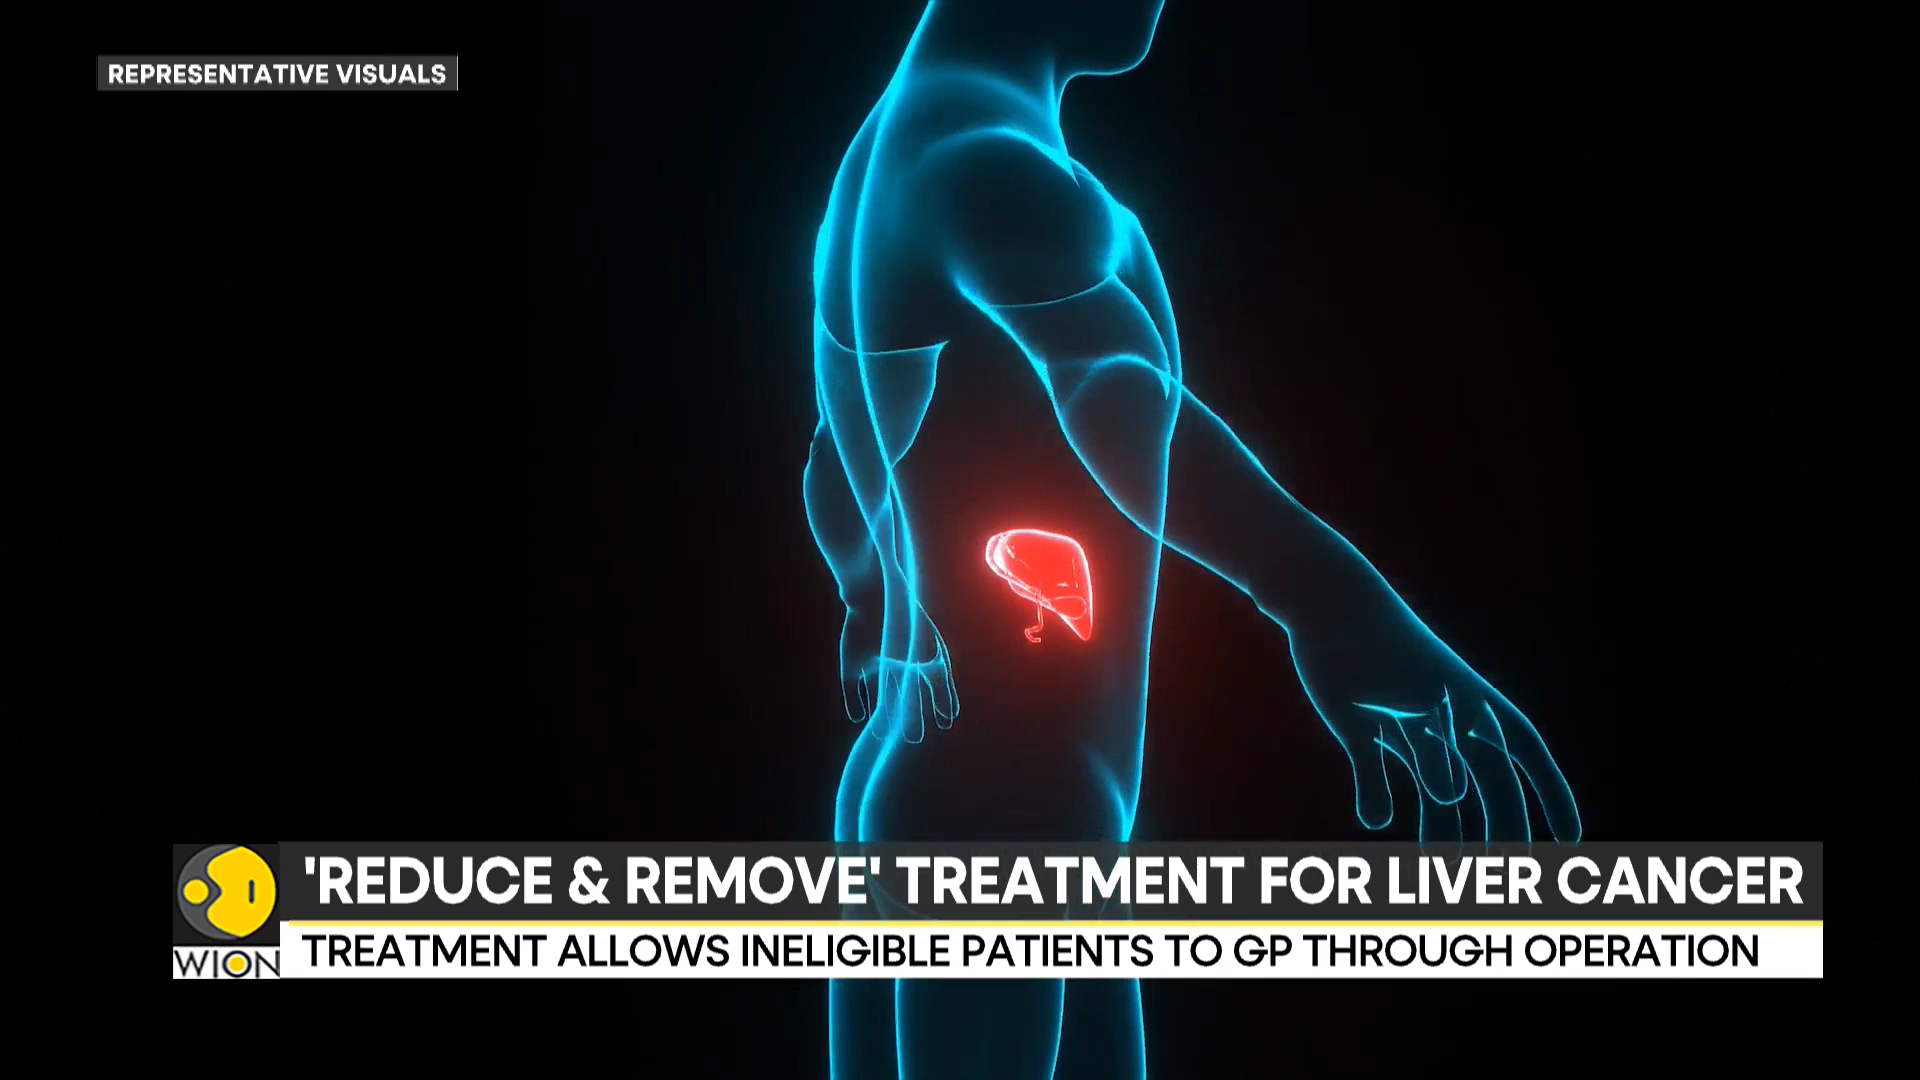 REPRESENTATIVE VISUALS
'REDUCE & REMOVE' TREATMENT FOR LIVER CANCER
TREATMENT ALLOWS INELIGIBLE PATIENTS TO GP THROUGH OPERATION
WION